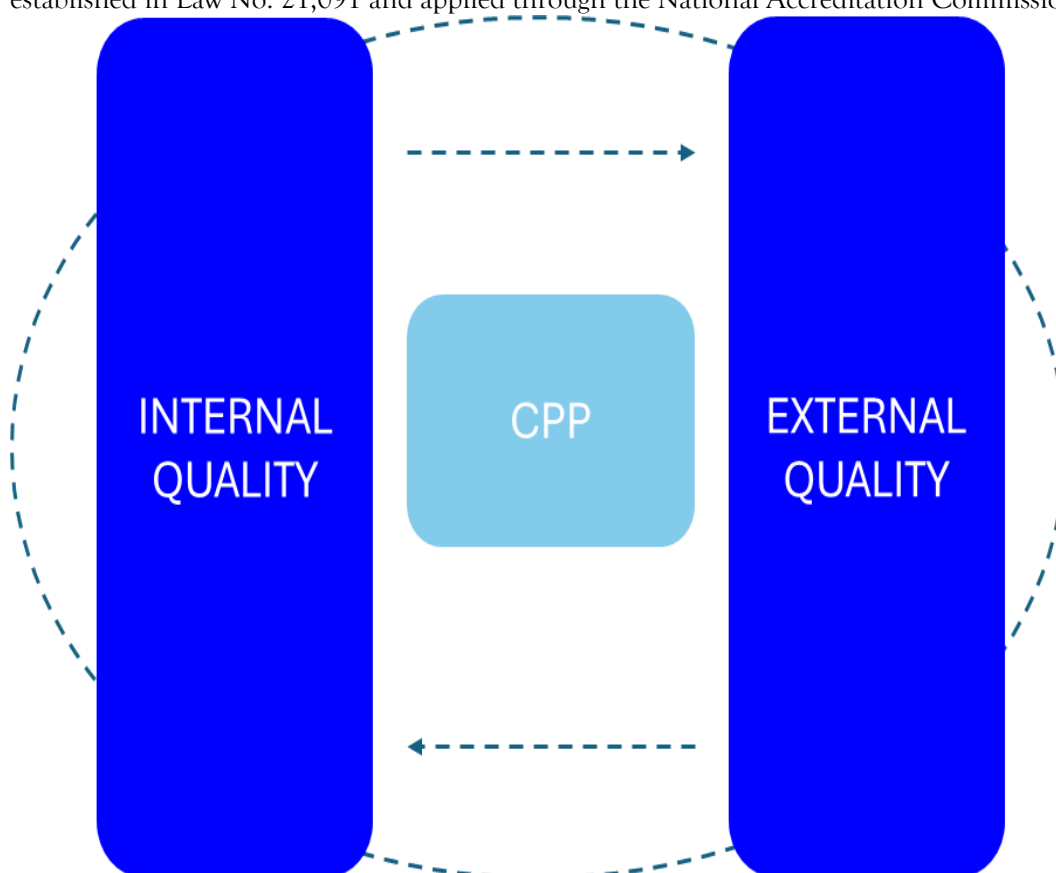 established in Law No. 21,091 and applied through the National Accreditation
INTERNAL
QUALITY
CPP
EXTERNAL
QUALITY